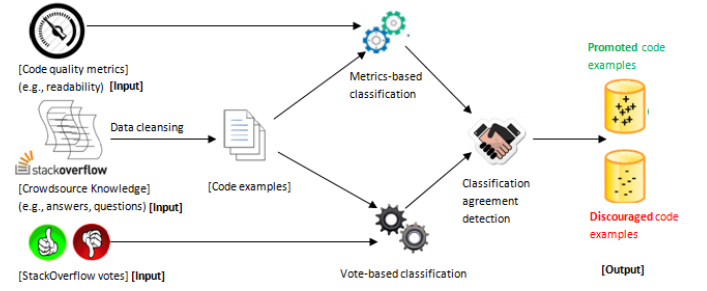 [Code quality metrics]
(e.g., readability) [Input]
Data cleansing
stackoverflow
[Crowdsource Knowledge]
(e.g., answers, questions) [Input]
[StackOverflow votes] [Input]
[Code examples]
Metrics-based
classification
Vote-based classification
Classification
agreement
detection
Promoted code
examples
Discouraged code
examples
[Output]